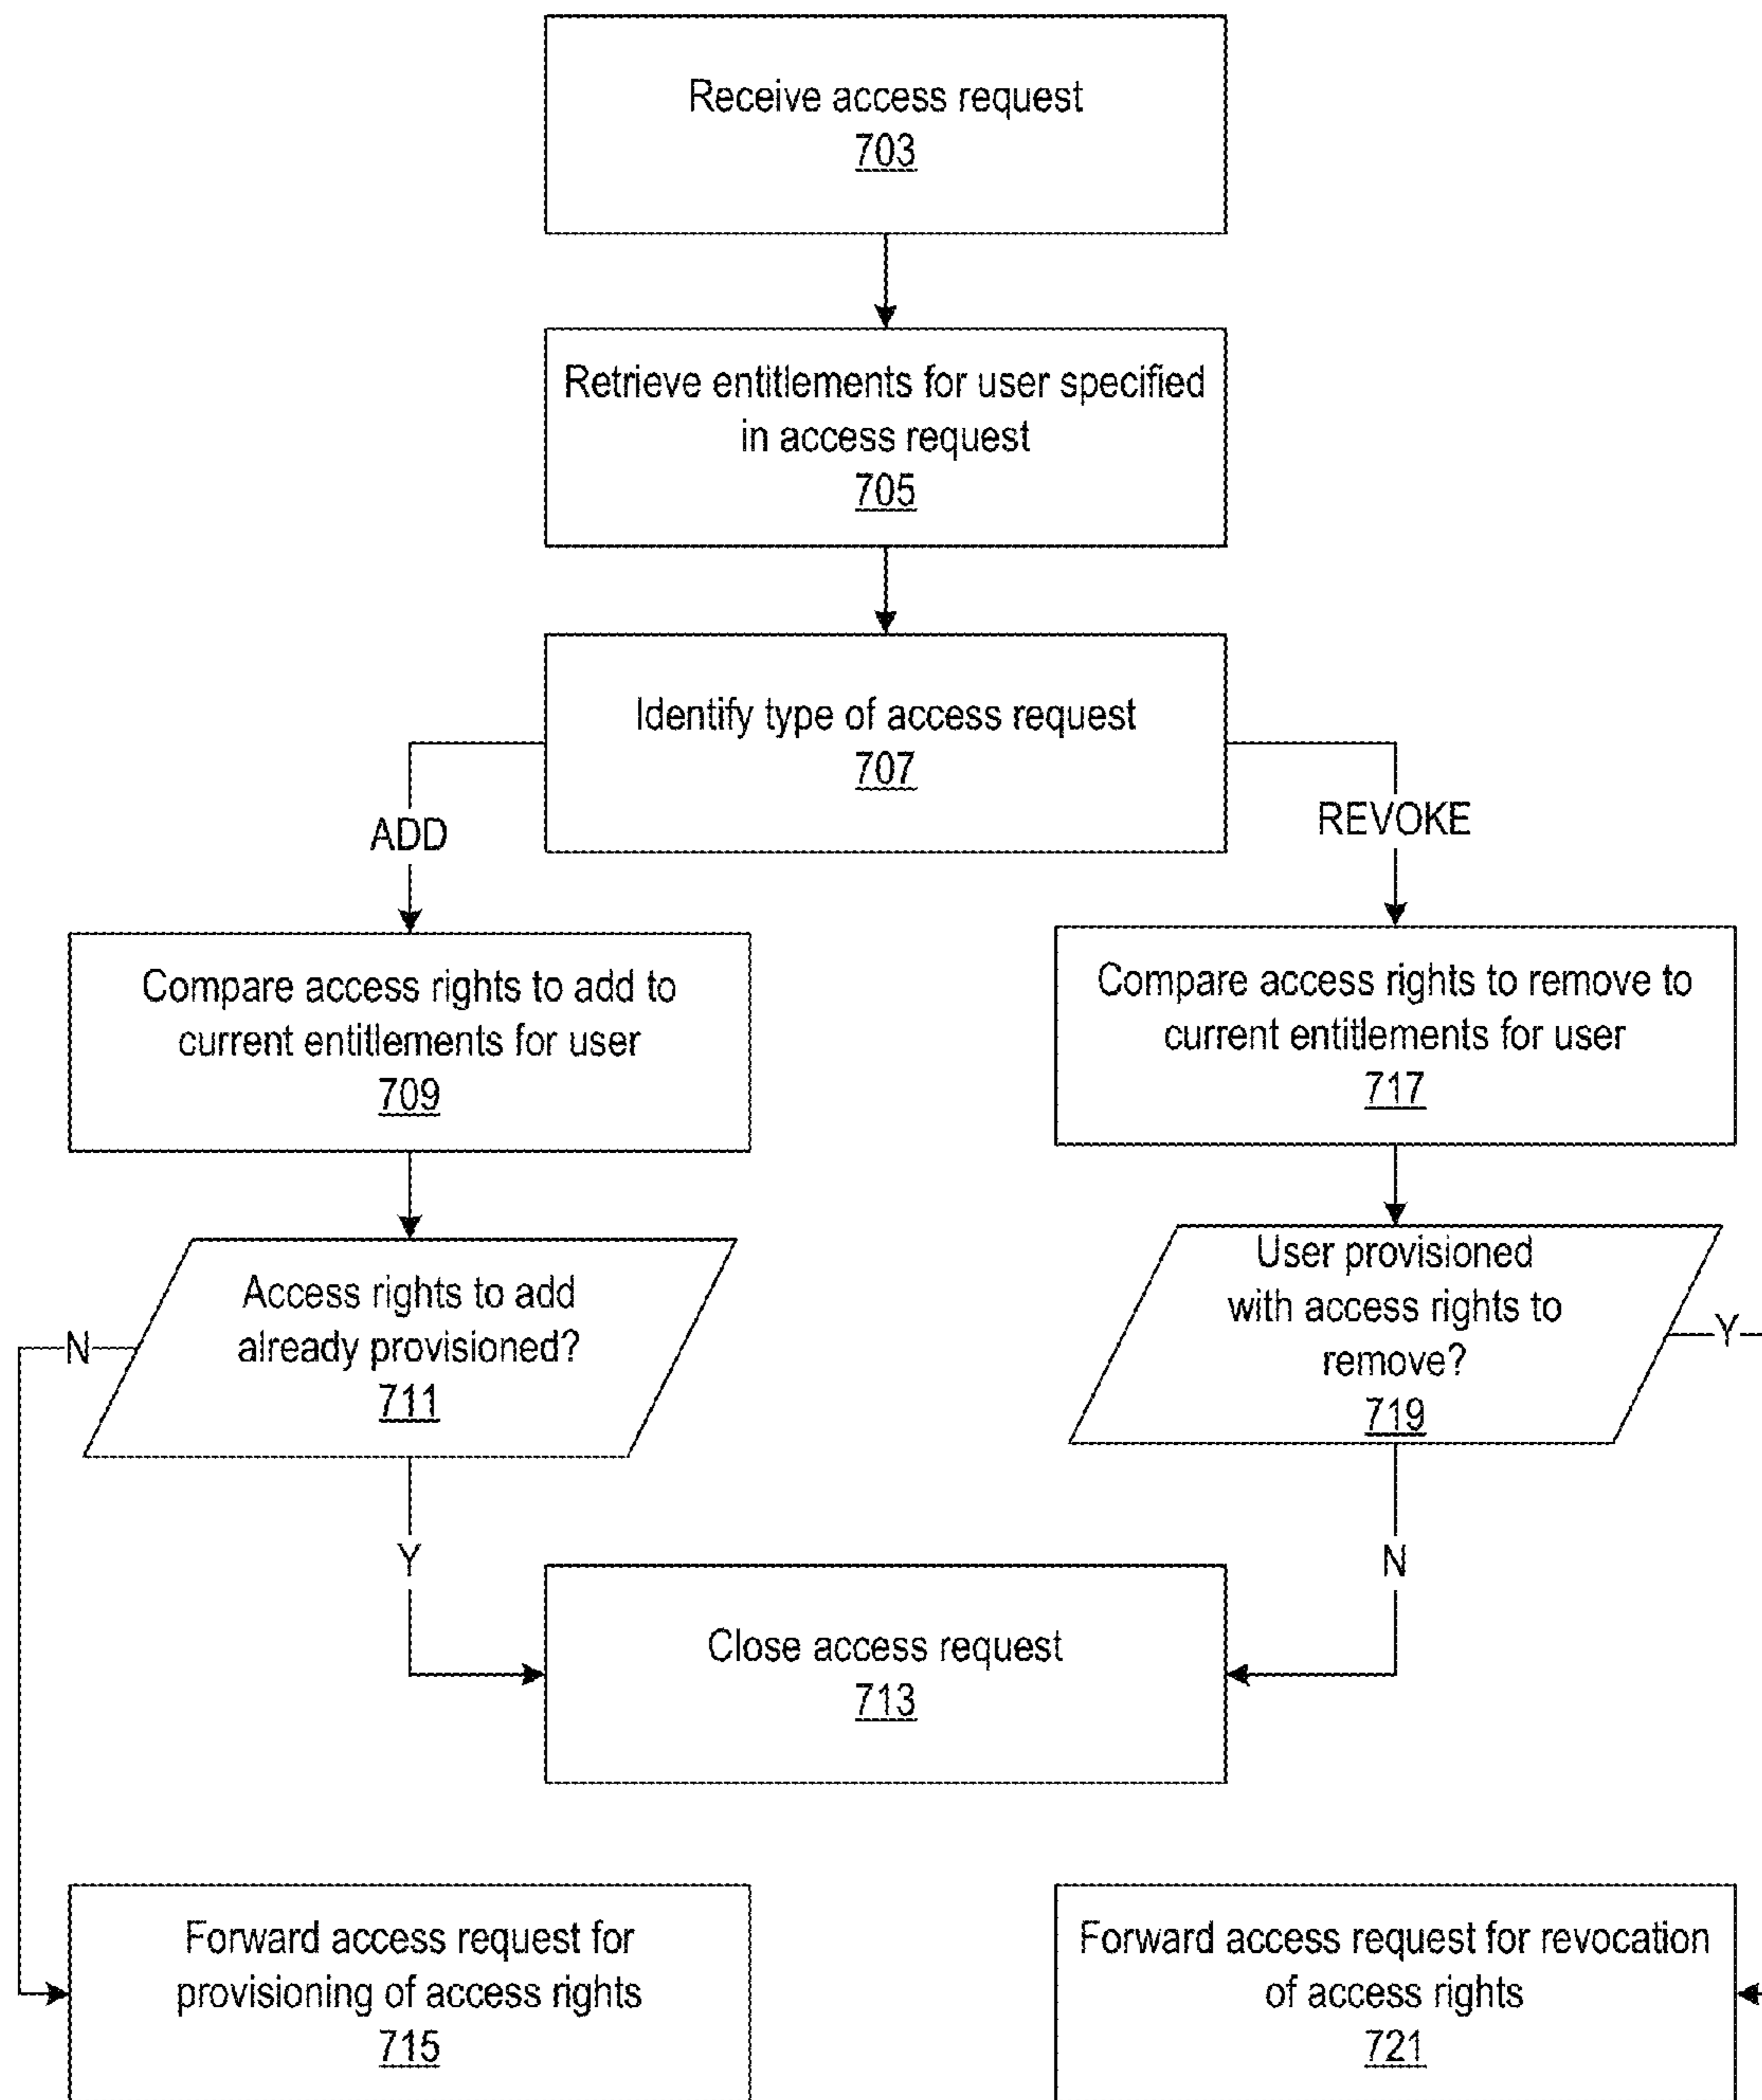 Receive access request
703
Retrieve entitlements for user specified
in access request
705
Identify type of access request
707
ADD
REVOKE
Compare access rights to add to
current entitlements for user
709
Compare access rights to remove to
current entitlements for user
717
Access rights to add
already provisioned?
711
N
User provisioned
with access rights to
remove?
719
Y
Y
N
Close access request
713
Forward access request for
provisioning of access rights
715
Forward access request for revocation
of access rights
721